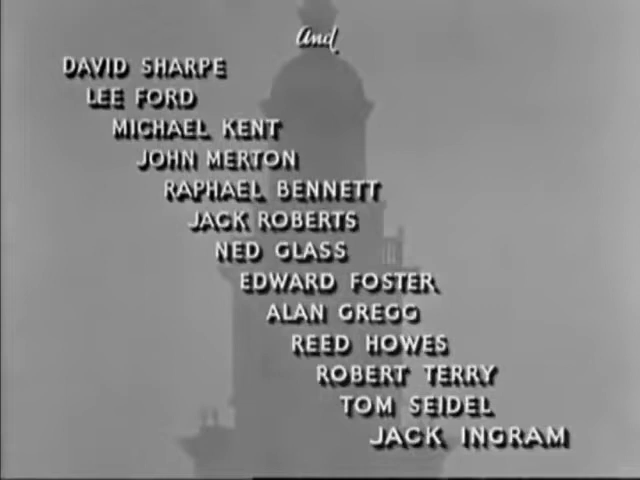 And
DAVID SHARPE
LEE FORD
MICHAEL KENT
JOHN MERTON
RAPHAEL BENNETT
JACK ROBERTS
NED GLASS
EDWARD FOSTER
ALAN GREGG
REED HOWES
ROBERT TERRY
TOM SEIDEL
JACK INGRAM